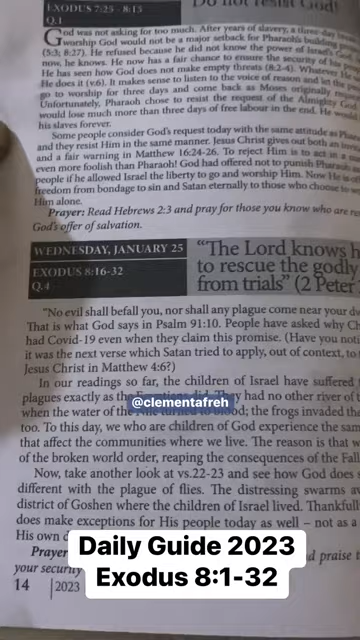 Do not resist God!
EXODUS 7:25 – 8:15
Q.1
God was not asking for too much. After years of slavery, a three-day
worship God would not be a major setback for Pharaoh's building
(5:3; 8:27). He refused because he did not know the power of Israel's God
now, he knows. He now has a fair chance to ensure security of his
He has seen how God does not make empty threats (8:2-4). Whatever He
He does it (v.6). It makes sense to listen to the voice of reason and let the
go to worship for three days and come back as Moses originally
Unfortunately, Pharaoh chose to resist the request of the Almighty God
would lose much more than three days of free labour in the end. He would
his slaves forever.
Some people consider God's request today with the same attitude as
and they resist Him in the same manner. Jesus Christ gives both an
and a fair warning in Matthew 16:24-26. To reject Him is to act in a
even more foolish than Pharaoh! God had offered not to punish Pharaoh
people if he allowed Israel the liberty to go and worship Him. Now He is
freedom from bondage to sin and Satan eternally to those who choose to
Him alone.
Prayer: Read Hebrews 2:3 and pray for those you know who are
God's offer of salvation.
WEDNESDAY, JANUARY 25
EXODUS 8:16-32
Q.4
"The Lord knows h
to rescue the godly
from trials" (2 Peter
"No evil shall befall you, nor shall any plague come near your dw
That is what God says in Psalm 91:10. People have asked why C
had Covid-19 even when they claim this promise. (Have you noti
it was the next verse which Satan tried to apply, out of context, to
Jesus Christ in Matthew 4:6?)
In our readings so far, the children of Israel have suffered
plagues exactly as the had no other river
when the water of the Nile turned to blood; the frogs invaded
too. To this day, we who are children of God experience the sam
that affect the communities where we live. The reason is that w
of the broken world order, reaping the consequences of the Fall
Now, take another look at vs.22-23 and see how God does
different with the plague of flies. The distressing swarms
district of Goshen where the children of Israel lived. Thankful
does make exceptions for His people today as well – not as a
His own
Prayer praise
your security
14 | 2023
@clementafreh
Daily Guide 2023
Exodus 8:1-32